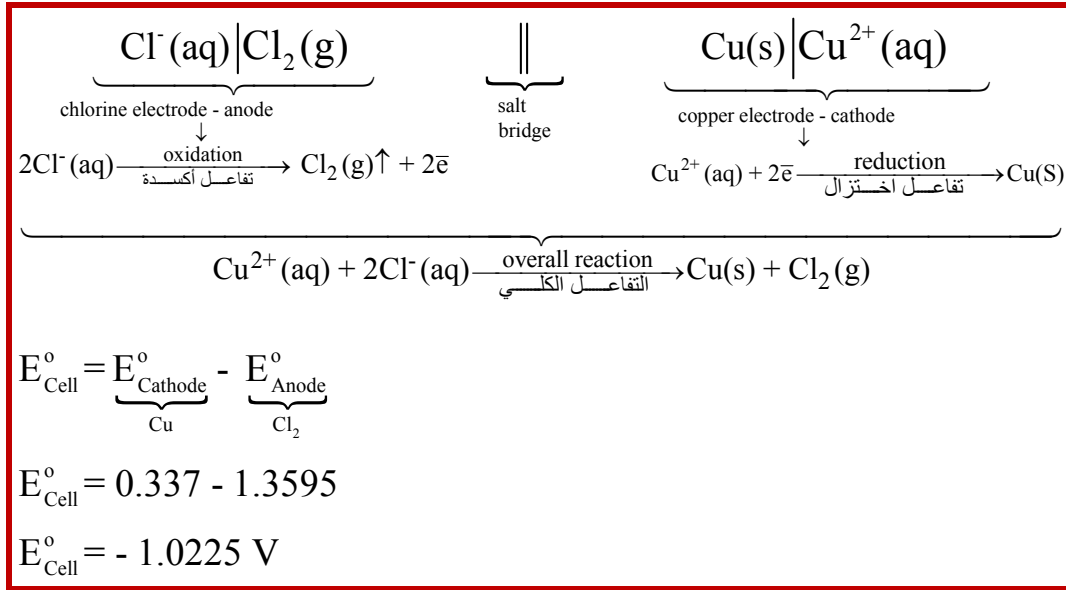 Cl⁻(aq)|Cl₂(g) || Cu(s)|Cu²⁺(aq)
chlorine electrode - anode
salt
bridge
copper electrode - cathode
↓
↓
2Cl⁻(aq) —oxidation→ Cl₂(g)↑ + 2e̅
تفاعل أكسدة
Cu²⁺(aq) + 2e̅ —reduction→ Cu(S)
تفاعل اختزال
Cu²⁺(aq) + 2Cl⁻(aq) —overall reaction→ Cu(s) + Cl₂(g)
التفاعل الكلي
E°Cell = E°Cathode - E°Anode
Cu Cl₂
E°Cell = 0.337 - 1.3595
E°Cell = - 1.0225 V